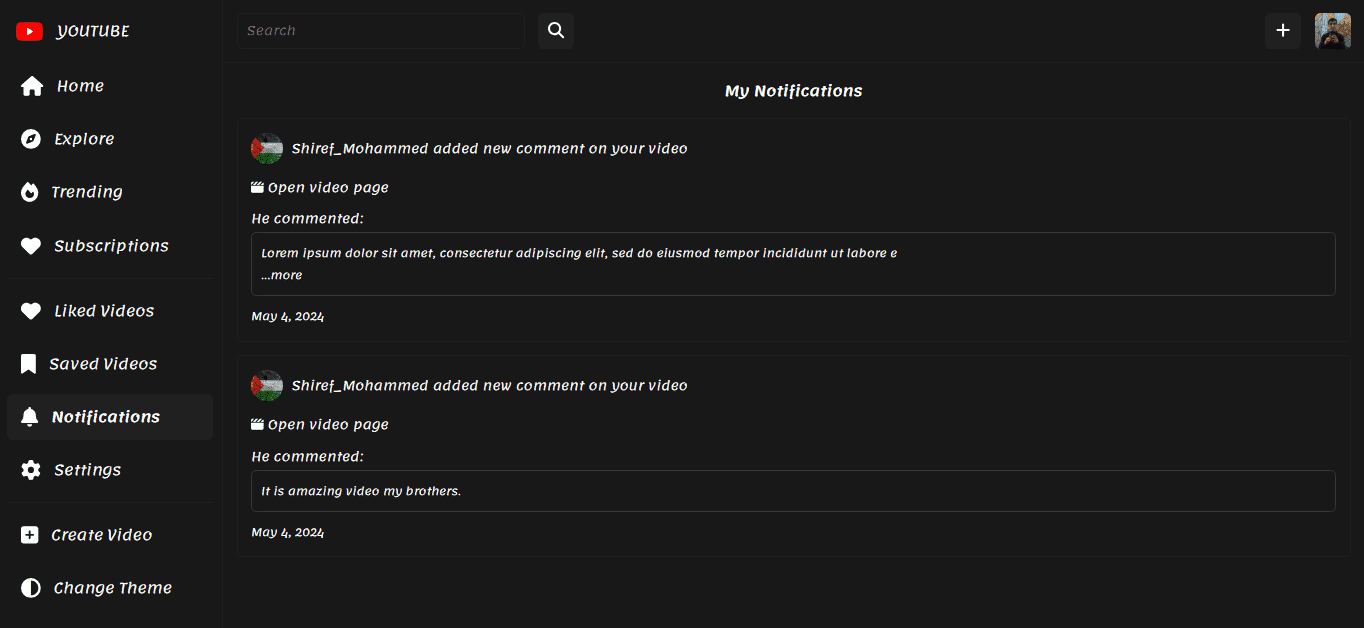 YOUTUBE
Home
Explore
Trending
Subscriptions
Liked Videos
Saved Videos
Notifications
Settings
Create Video
Change Theme
Search
My Notifications
Shiref_Mohammed added new comment on your video
Open video page
He commented:
Lorem ipsum dolor sit amet, consectetur adipiscing elit, sed do eiusmod tempor incididunt ut labore e
...more
May 4, 2024
Shiref_Mohammed added new comment on your video
Open video page
He commented:
It is amazing video my brothers.
May 4, 2024